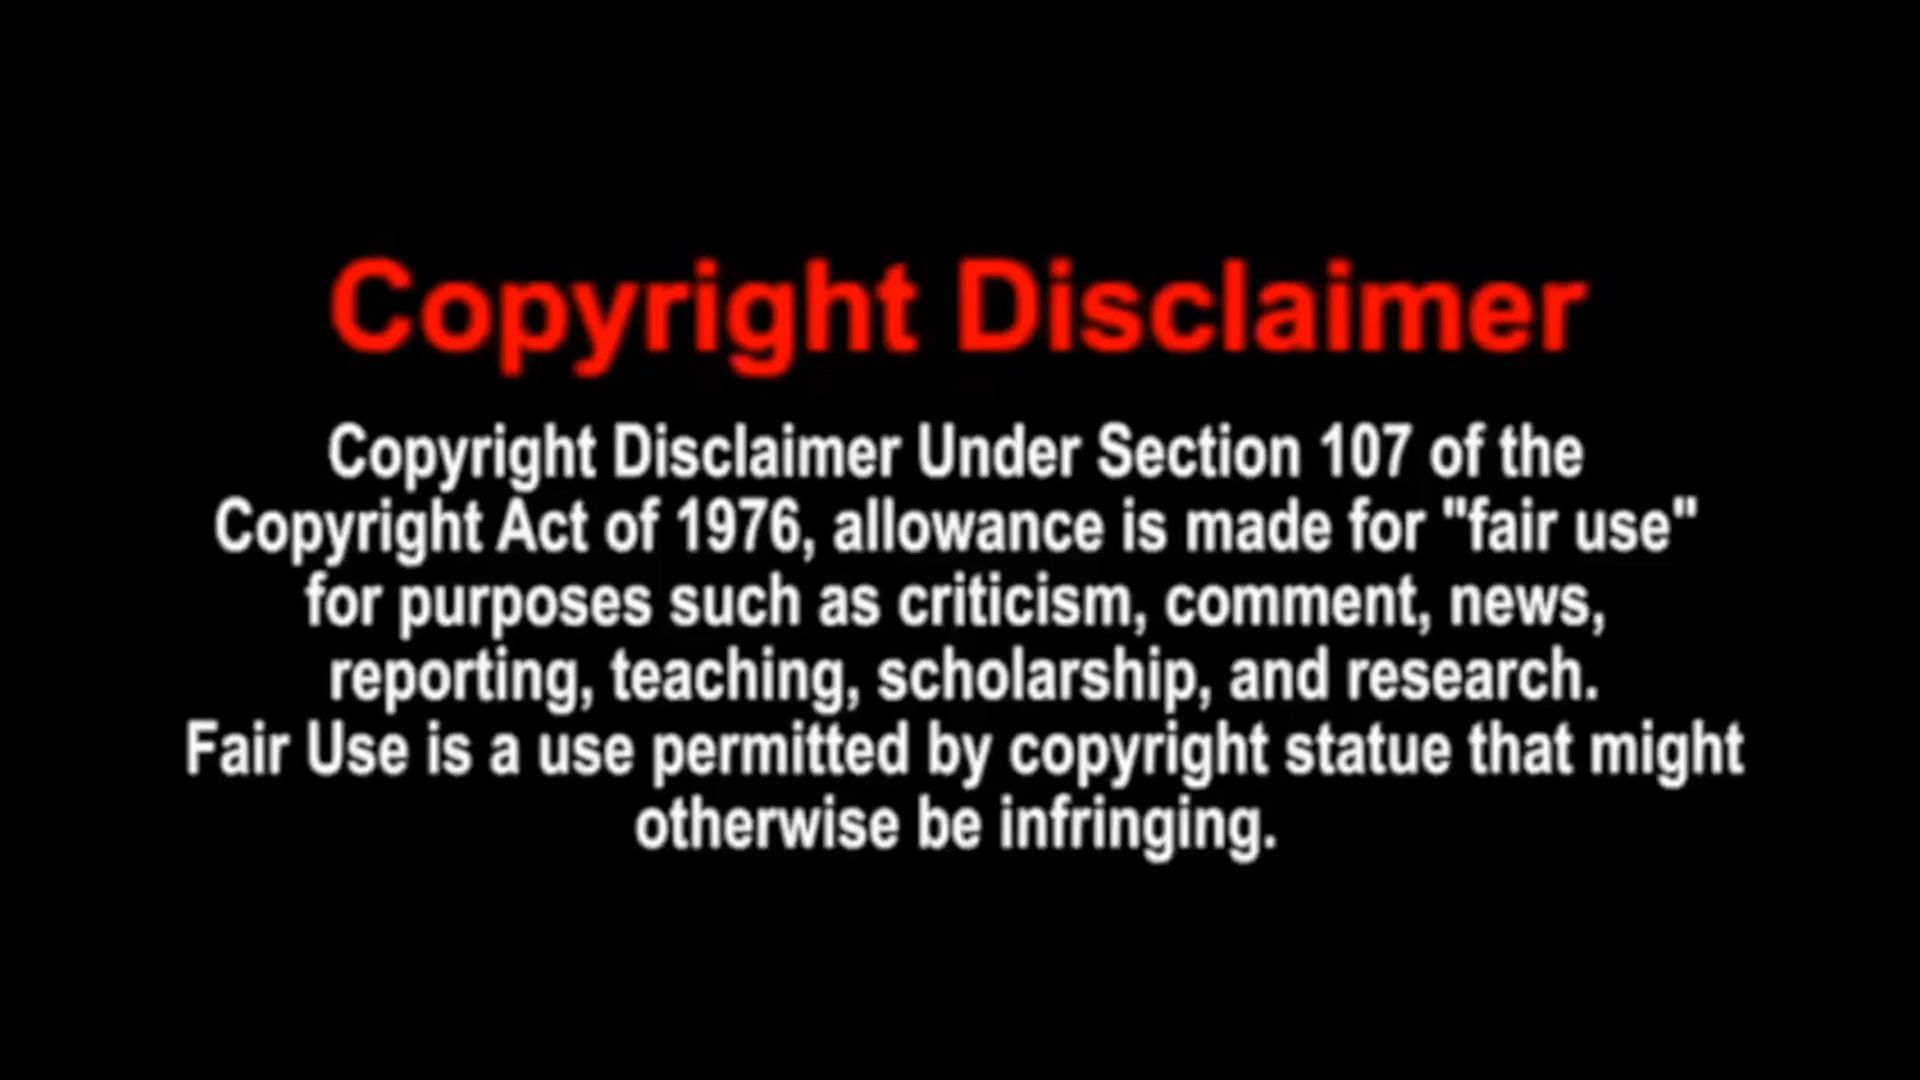 Copyright Disclaimer
Copyright Disclaimer Under Section 107 of the
Copyright Act of 1976, allowance is made for "fair use"
for purposes such as criticism, comment, news,
reporting, teaching, scholarship, and research.
Fair Use is a use permitted by copyright statue that might
otherwise be infringing.